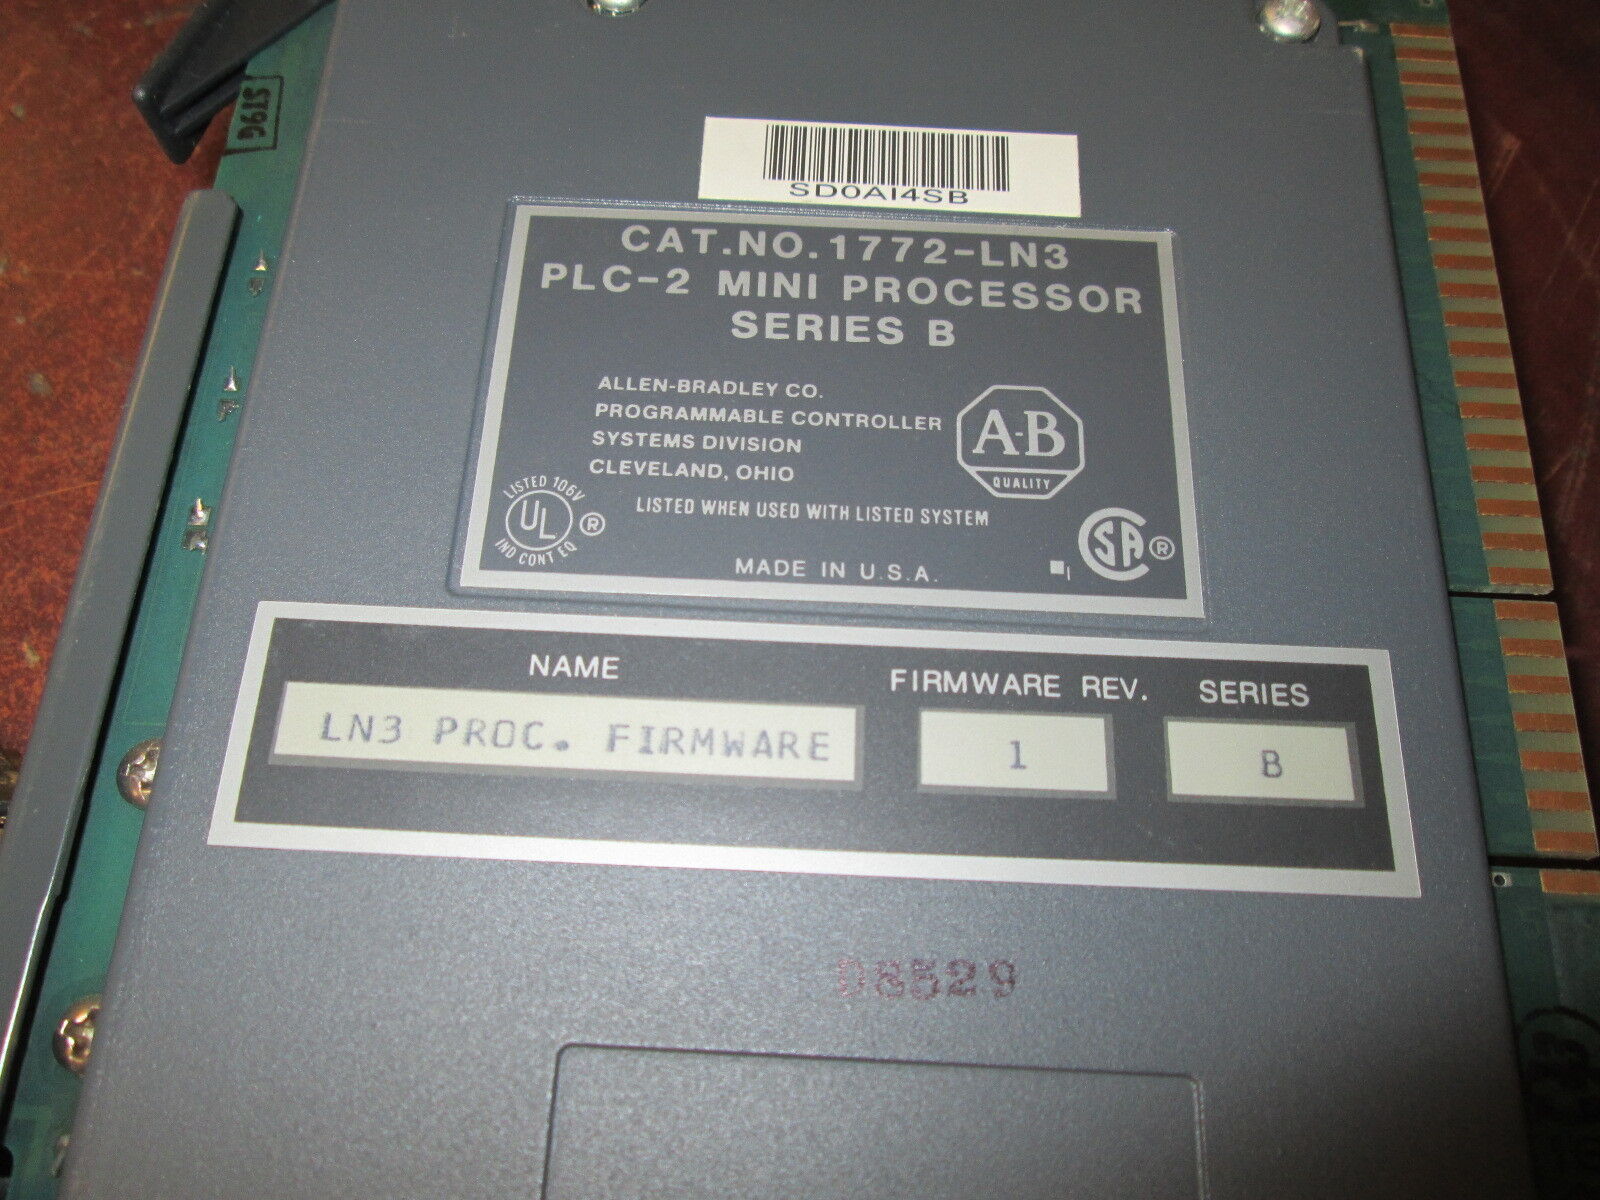 ST9G
SD0AI4SB
CAT.NO.1772-LN3
PLC-2 MINI PROCESSOR
SERIES B
ALLEN-BRADLEY CO.
PROGRAMMABLE CONTROLLER
SYSTEMS DIVISION
CLEVELAND, OHIO
A-B
QUALITY
LISTED 106V
UL ®
IND CONT EQ
LISTED WHEN USED WITH LISTED SYSTEM
SA ®
MADE IN U.S.A.
NAME
FIRMWARE REV.
SERIES
LN3 PROC. FIRMWARE
1
B
08529